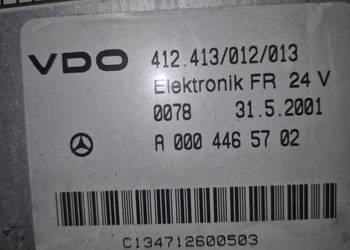 VDO 412.413/012/013
Elektronik FR 24 V
0078 31.5.2001
A 000 446 57 02
C134712600503